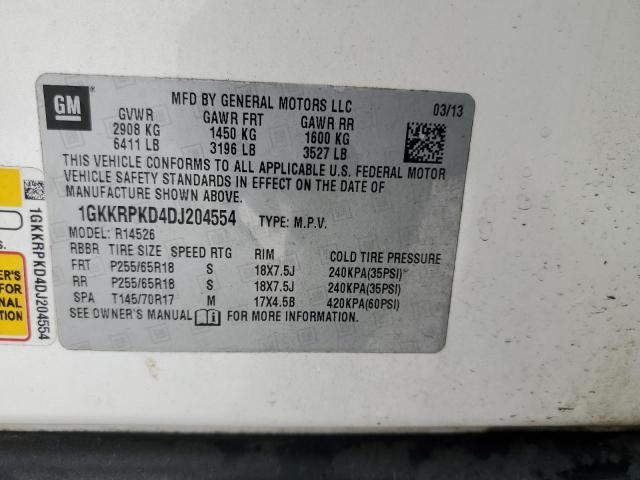 GM
MFD BY GENERAL MOTORS LLC
03/13
GVWR GAWR FRT GAWR RR
2908 KG 1450 KG 1600 KG
6411 LB 3196 LB 3527 LB
THIS VEHICLE CONFORMS TO ALL APPLICABLE U.S. FEDERAL MOTOR
VEHICLE SAFETY STANDARDS IN EFFECT ON THE DATE OF
MANUFACTURE SHOWN ABOVE.
1GKKRPKD4DJ204554 TYPE: M.P.V.
MODEL: R14526
RBBR TIRE SIZE SPEED RTG RIM COLD TIRE PRESSURE
FRT P255/65R18 S 18X7.5J 240KPA(35PSI)
RR P255/65R18 S 18X7.5J 240KPA(35PSI)
SPA T145/70R17 M 17X4.5B 420KPA(60PSI)
SEE OWNER'S MANUAL FOR MORE INFORMATION.
1GKKRPKD4DJ204554
NER'S
FOR
NAL
TION